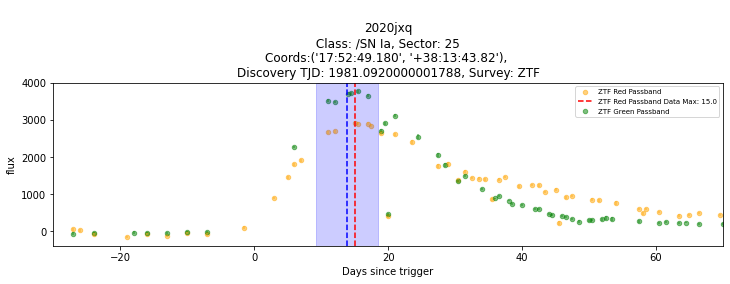 2020jxq
Class: /SN Ia, Sector: 25
Coords:('17:52:49.180', '+38:13:43.82'),
Discovery TJD: 1981.0920000001788, Survey: ZTF
ZTF Red Passband
ZTF Red Passband Data Max: 15.0
ZTF Green Passband
4000
3000
2000
1000
0
flux
−20
0
20
40
60
Days since trigger